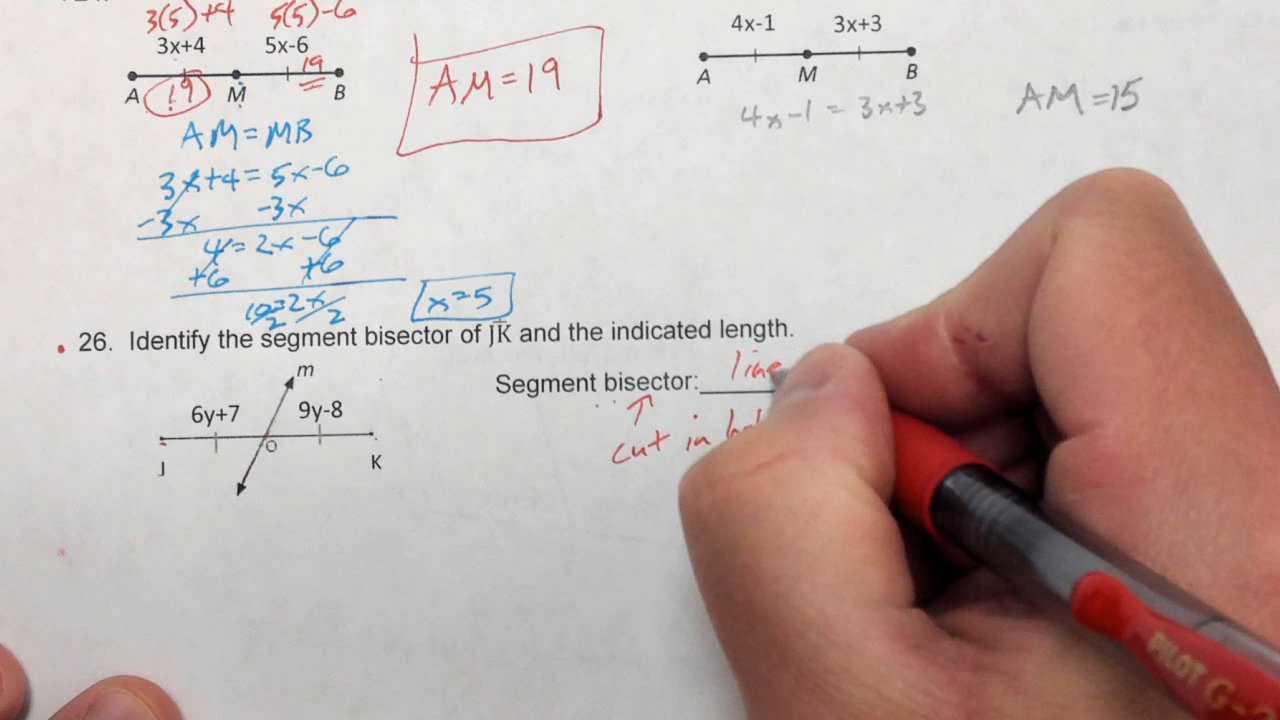 3(5)+4 5(5)-6
3x+4 5x-6
19
A 19 M B
AM=MB
3x+4=5x-6
-3x -3x
4=2x-6
+6 +6
10=2x
2 2
x=5
AM=19
4x-1 3x+3
A M B
4x-1=3x+3
AM=15
26. Identify the segment bisector of JK and the indicated length.
m
6y+7 9y-8
O
J K
Segment bisector: line
cut in
PILOT G-2